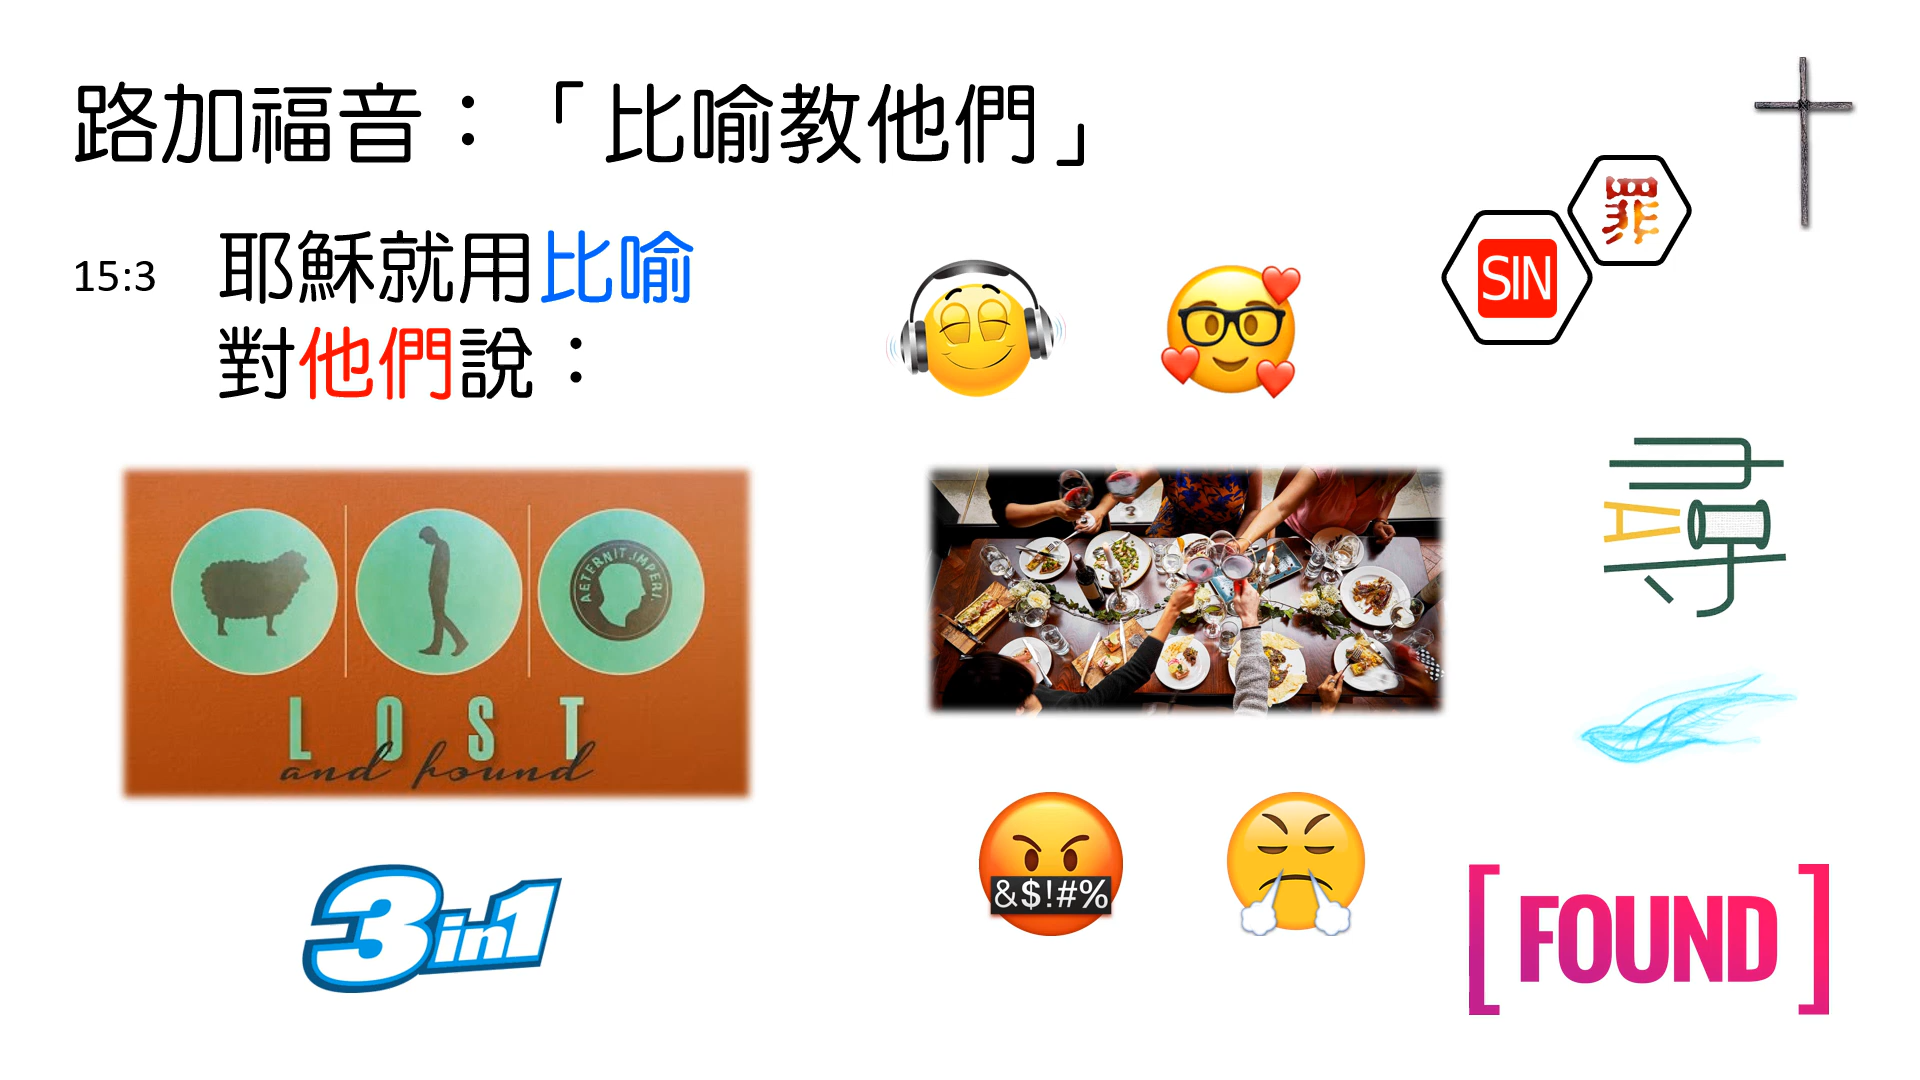 路加福音：「比喻教他們」
15:3 耶穌就用比喻
對他們說：
罪
SIN
尋
AETERNIT.IMPERI.
LOST
and found
&$!#%
3in1
[FOUND]